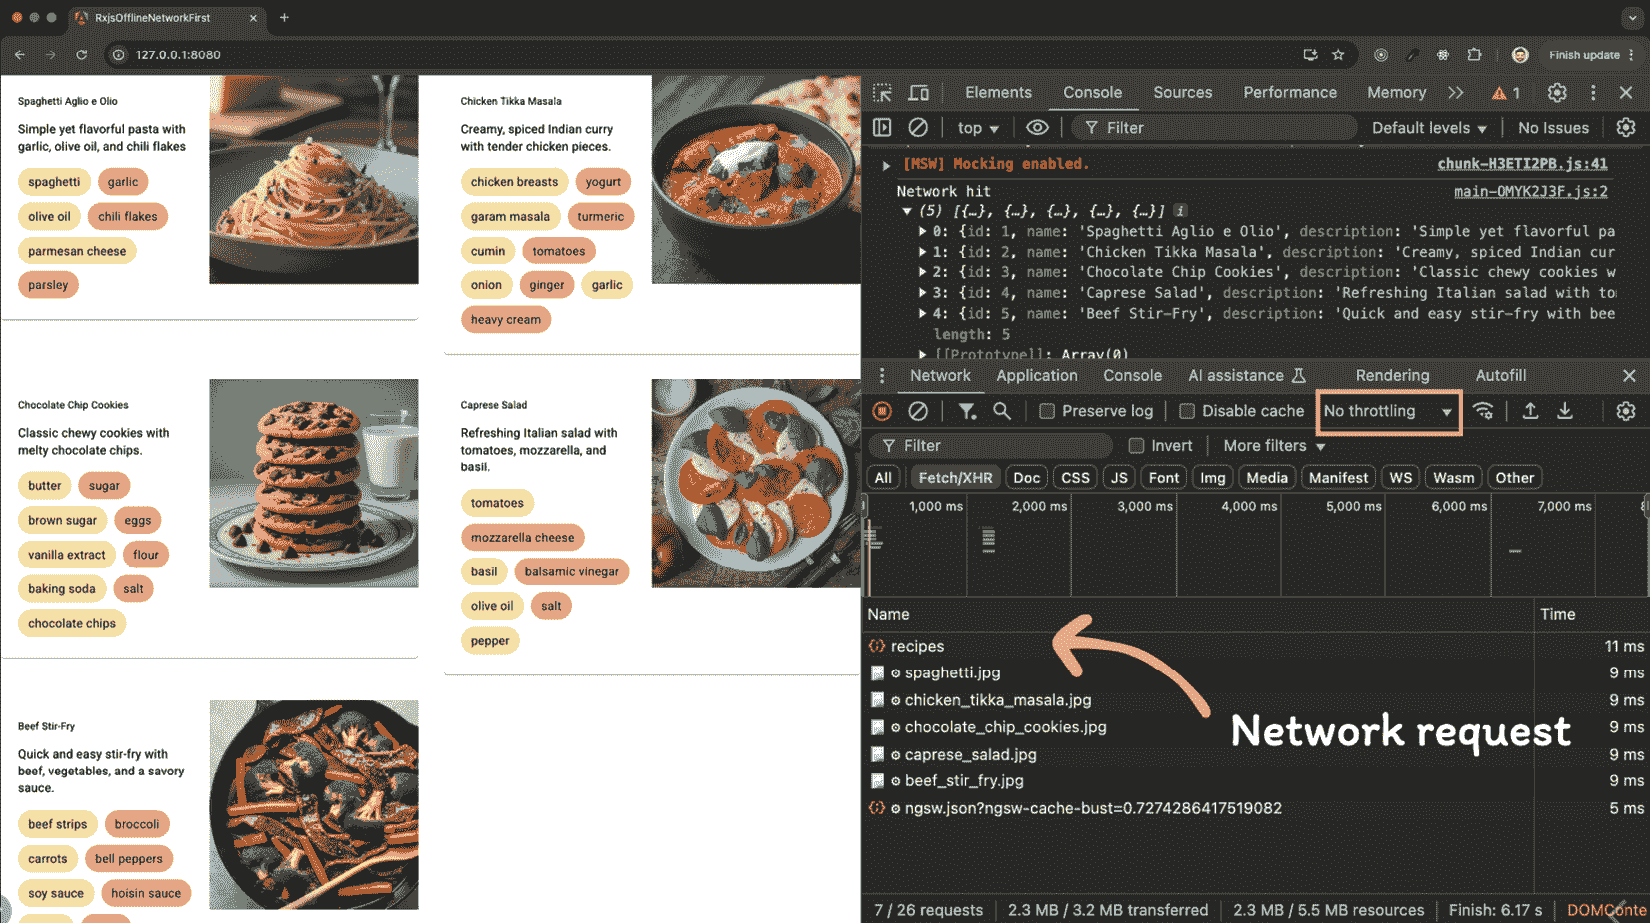 RxjsOfflineNetworkFirst
127.0.0.1:8080
Finish update
Spaghetti Aglio e Olio
Simple yet flavorful pasta with
garlic, olive oil, and chili flakes
spaghetti garlic
olive oil chili flakes
parmesan cheese
parsley
Chicken Tikka Masala
Creamy, spiced Indian curry
with tender chicken pieces.
chicken breasts yogurt
garam masala turmeric
cumin tomatoes
onion ginger garlic
heavy cream
Chocolate Chip Cookies
Classic chewy cookies with
melty chocolate chips.
butter sugar
brown sugar eggs
vanilla extract flour
baking soda salt
chocolate chips
Caprese Salad
Refreshing Italian salad with
tomatoes, mozzarella, and
basil.
tomatoes
mozzarella cheese
basil balsamic vinegar
olive oil salt
pepper
Beef Stir-Fry
Quick and easy stir-fry with
beef, vegetables, and a savory
sauce.
beef strips broccoli
carrots bell peppers
soy sauce hoisin sauce
Elements Console Sources Performance Memory 1
top Filter Default levels No Issues
[MSW] Mocking enabled. chunk-H3ETI2PB.js:41
Network hit main-OMYK2J3F.js:2
(5) [{…}, {…}, {…}, {…}, {…}] i
0: {id: 1, name: 'Spaghetti Aglio e Olio', description: 'Simple yet flavorful pa
1: {id: 2, name: 'Chicken Tikka Masala', description: 'Creamy, spiced Indian cur
2: {id: 3, name: 'Chocolate Chip Cookies', description: 'Classic chewy cookies w
3: {id: 4, name: 'Caprese Salad', description: 'Refreshing Italian salad with to
4: {id: 5, name: 'Beef Stir-Fry', description: 'Quick and easy stir-fry with bee
length: 5
[[Prototype]]: Array(0)
Network Application Console AI assistance Rendering Autofill
Preserve log Disable cache No throttling
Filter Invert More filters
All Fetch/XHR Doc CSS JS Font Img Media Manifest WS Wasm Other
1,000 ms 2,000 ms 3,000 ms 4,000 ms 5,000 ms 6,000 ms 7,000 ms
Name Time
recipes 11 ms
spaghetti.jpg 9 ms
chicken_tikka_masala.jpg 9 ms
chocolate_chip_cookies.jpg 9 ms
caprese_salad.jpg 9 ms
beef_stir_fry.jpg 9 ms
ngsw.json?ngsw-cache-bust=0.7274286417519082 5 ms
Network request
7 / 26 requests 2.3 MB / 3.2 MB transferred 2.3 MB / 5.5 MB resources Finish: 6.17 s DOMConte